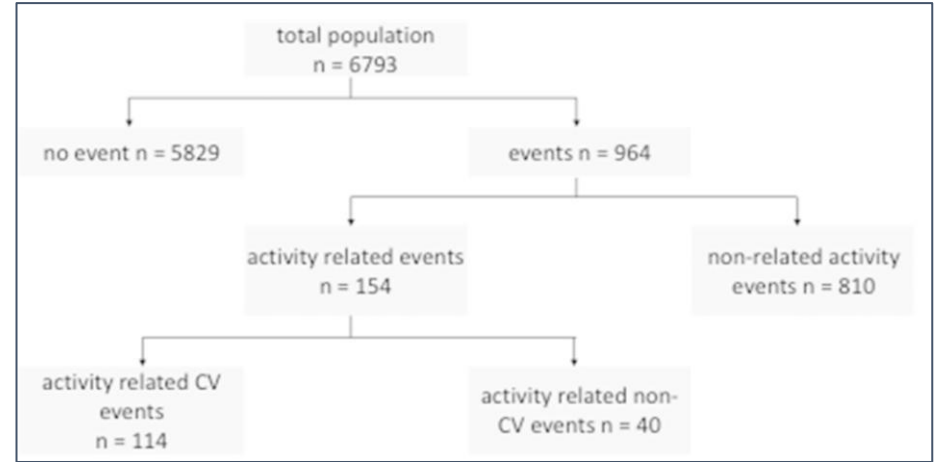 total population
n = 6793
no event n = 5829
events n = 964
activity related events
n = 154
non-related activity
events n = 810
activity related CV
events
n = 114
activity related non-
CV events n = 40